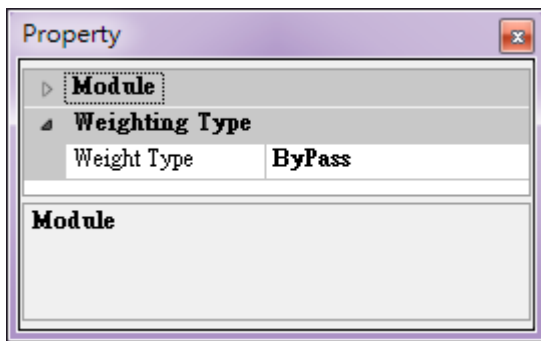 Property
Module
Weighting Type
Weight Type ByPass
Module